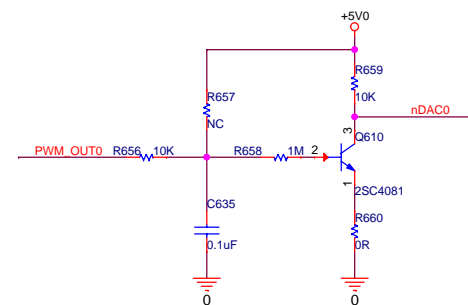 +5V0
R657
NC
R659
10K
nDAC0
3
Q610
PWM_OUT0
R656
10K
R658
1M
2
1
2SC4081
C635
0.1uF
R660
0R
0
0